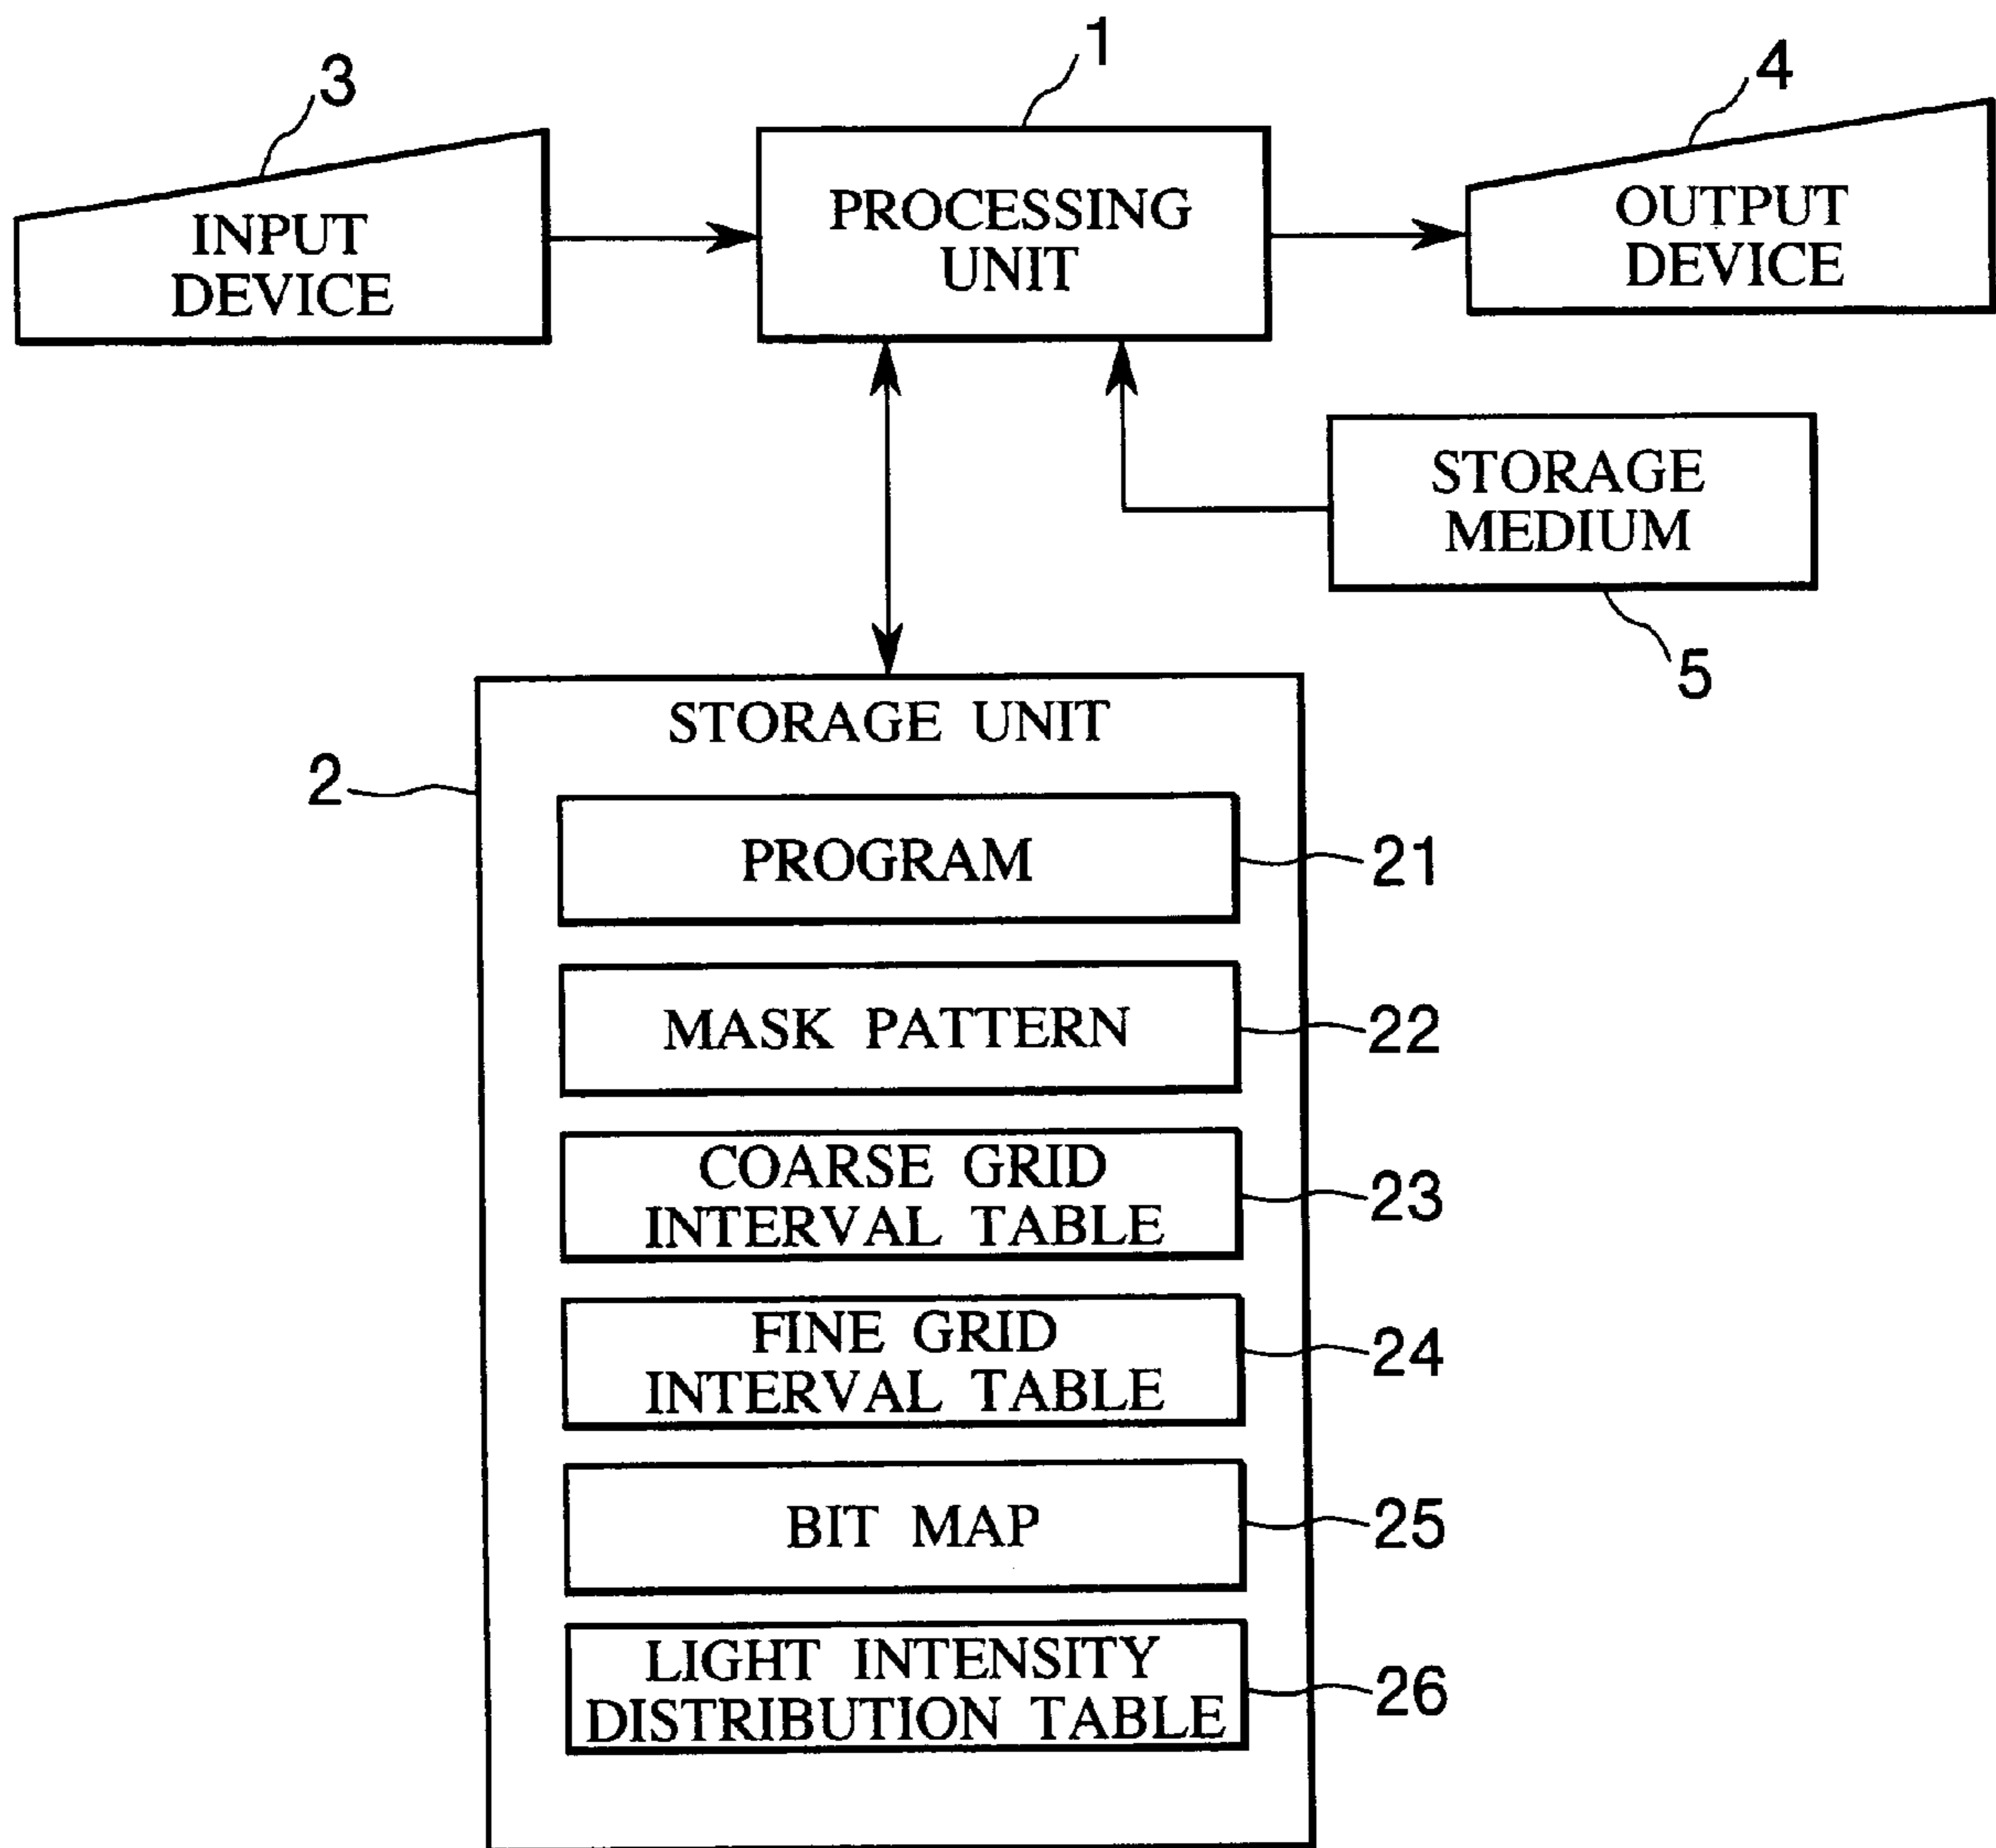 1
3
4
INPUT
DEVICE
PROCESSING
UNIT
OUTPUT
DEVICE
STORAGE
MEDIUM
5
STORAGE UNIT
2
PROGRAM
21
MASK PATTERN
22
COARSE GRID
INTERVAL TABLE
23
FINE GRID
INTERVAL TABLE
24
BIT MAP
25
LIGHT INTENSITY
DISTRIBUTION TABLE
26